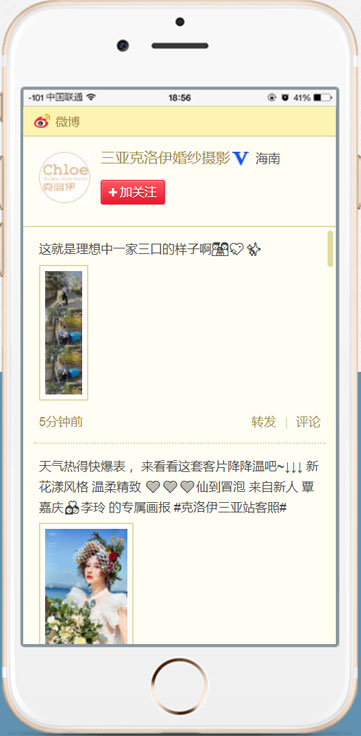 -101 中国联通 18:56 41%
微博
Chloe
克洛伊
三亚克洛伊婚纱摄影 V 海南
+加关注
这就是理想中一家三口的样子啊
5分钟前 转发 | 评论
天气热得快爆表 ，来看看这套客片降降温吧~↓↓↓ 新
花漾风格 温柔精致 仙到冒泡 来自新人 覃
嘉庆 李玲 的专属画报 #克洛伊三亚站客照#